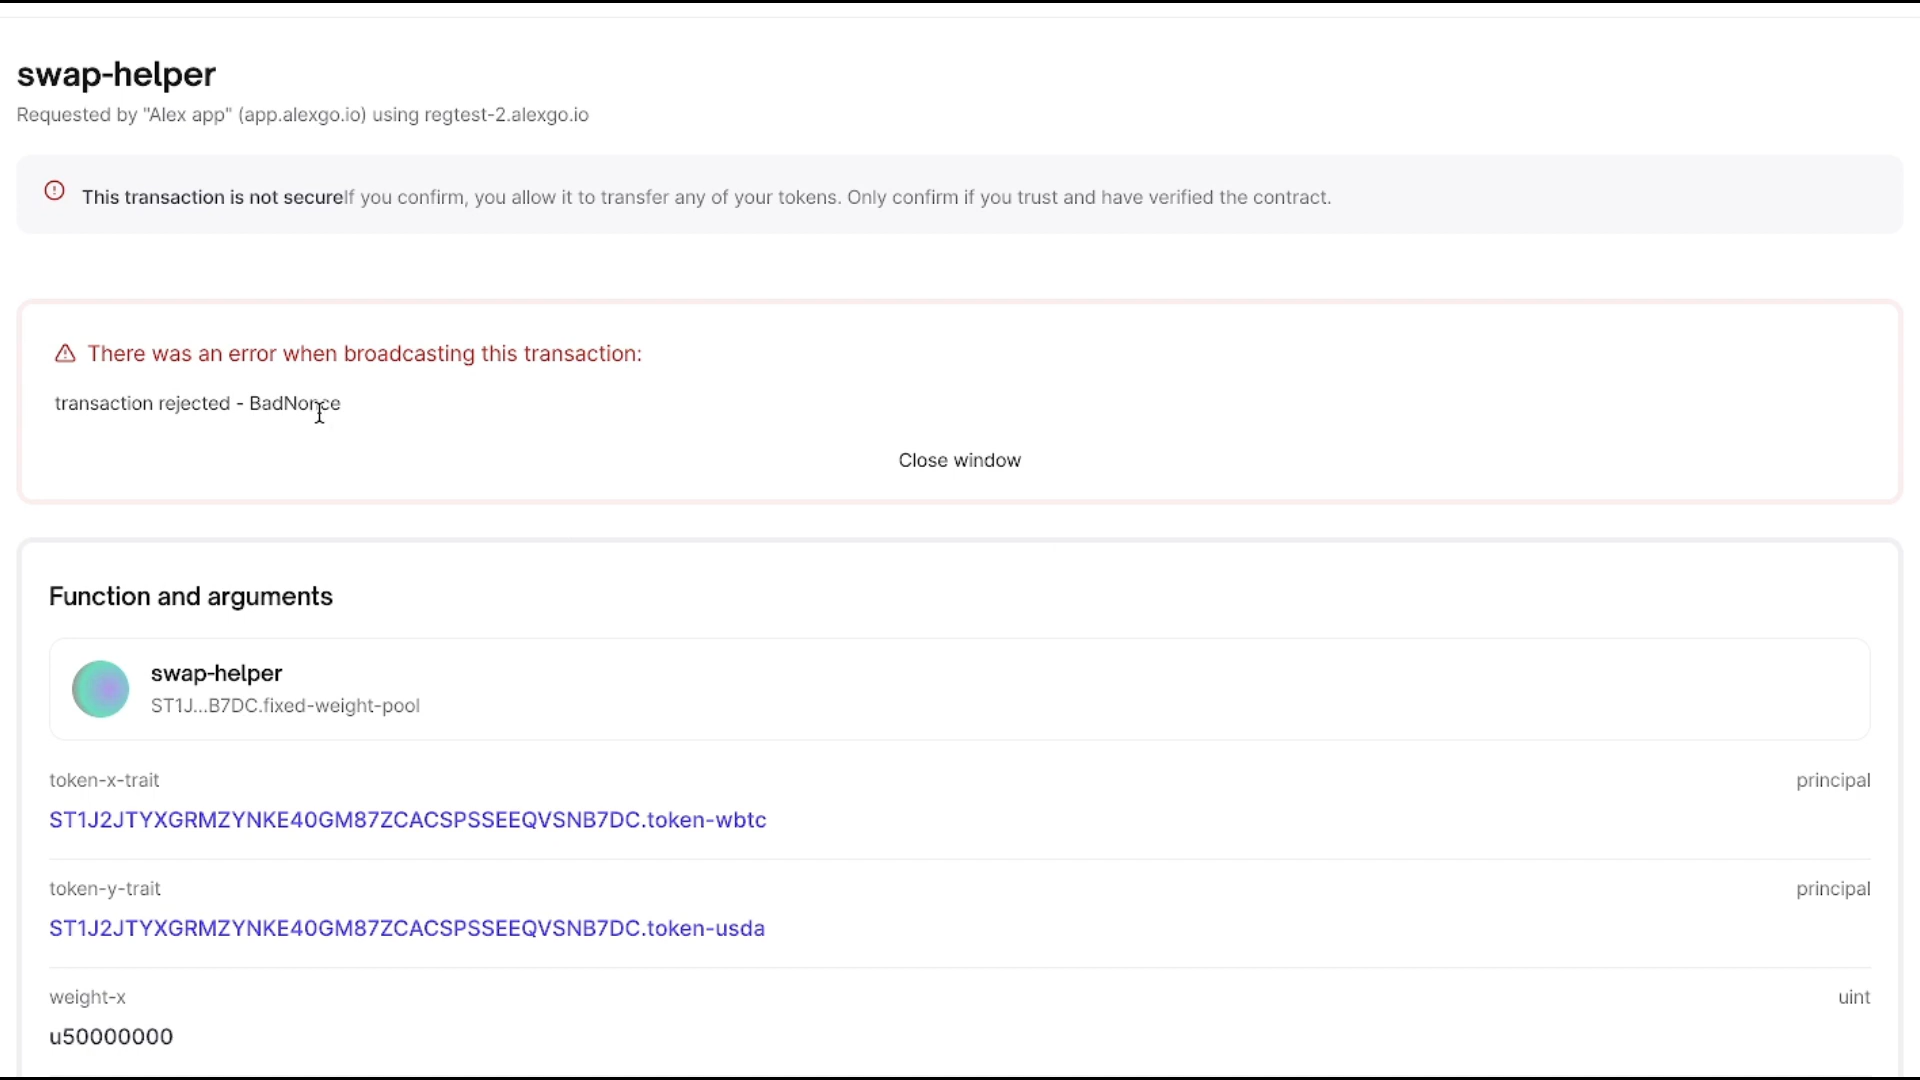 swap-helper
Requested by "Alex app" (app.alexgo.io) using regtest-2.alexgo.io
This transaction is not secureIf you confirm, you allow it to transfer any of your tokens. Only confirm if you trust and have verified the contract.
There was an error when broadcasting this transaction:
transaction rejected - BadNonce
Close window
Function and arguments
swap-helper
ST1J...B7DC.fixed-weight-pool
token-x-trait principal
ST1J2JTYXGRMZYNKE40GM87ZCACSPSSEEQVSNB7DC.token-wbtc
token-y-trait principal
ST1J2JTYXGRMZYNKE40GM87ZCACSPSSEEQVSNB7DC.token-usda
weight-x uint
u50000000